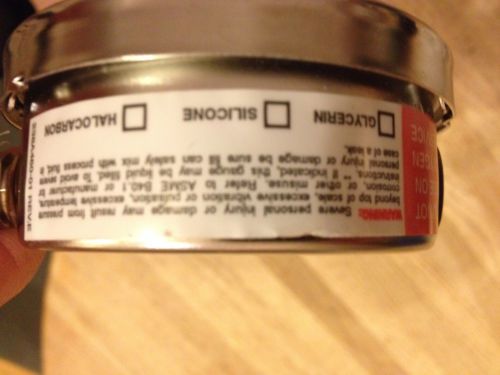 WARNING: Severe personal injury or damage may result from pressure
beyond top of scale, excessive vibration or pulsation, excessive
corrosion, or other misuse. Refer to ASME B40.1 or manufacturer for
instructions. ** If indicated, this gauge may be liquid filled. To avoid severe
personal injury or damage be sure fill can safely mix with process
case of a leak.
GLYCERIN SILICONE HALOCARBON